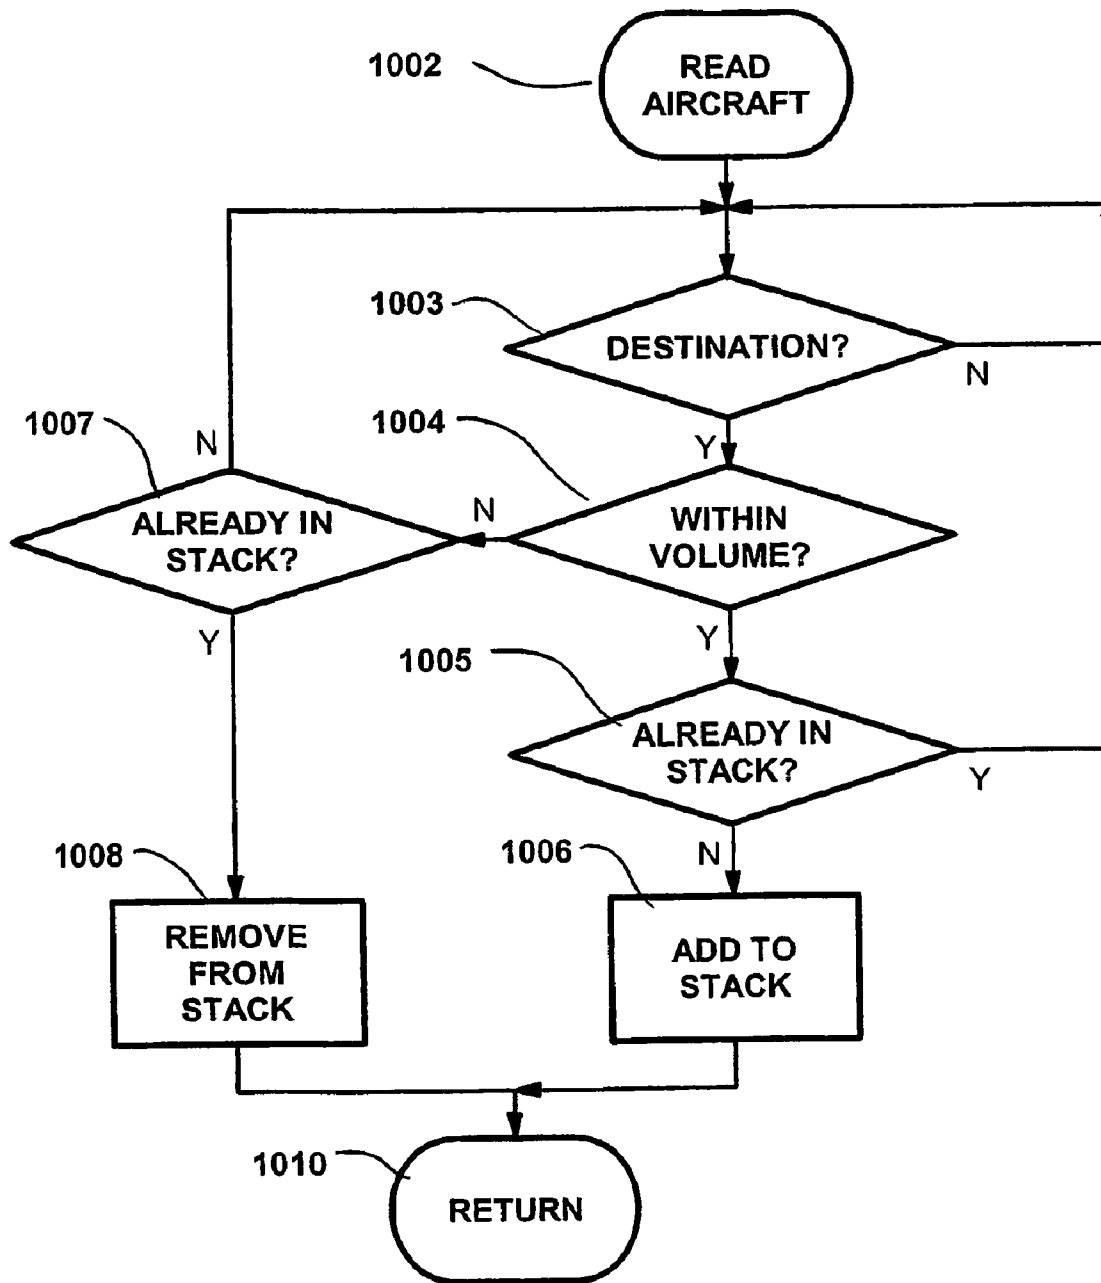 1002
READ
AIRCRAFT
1003
DESTINATION?
N
1004
Y
1007
N
ALREADY IN
STACK?
N
WITHIN
VOLUME?
Y
Y
1005
ALREADY IN
STACK?
Y
1008
1006
N
REMOVE
FROM
STACK
ADD TO
STACK
1010
RETURN